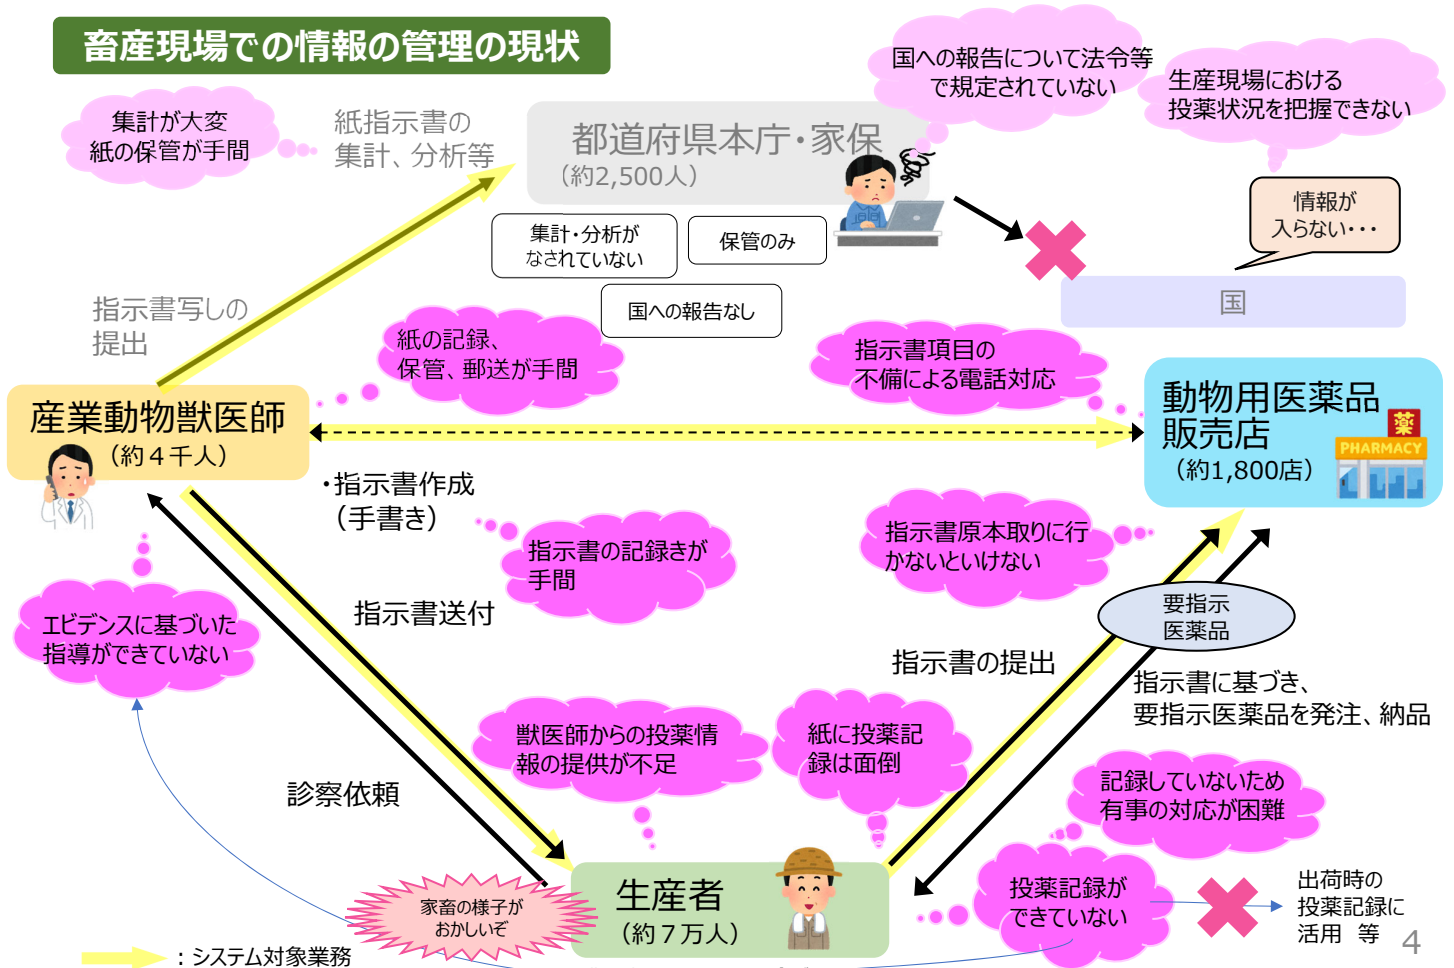 畜産現場での情報の管理の現状
集計が大変
紙の保管が手間
紙指示書の
集計、分析等
都道府県本庁・家保
（約2,500人）
国への報告について法令等
で規定されていない
生産現場における
投薬状況を把握できない
情報が
入らない・・・
集計・分析が
なされていない
保管のみ
国への報告なし
国
指示書写しの
提出
紙の記録、
保管、郵送が手間
指示書項目の
不備による電話対応
産業動物獣医師
（約４千人）
動物用医薬品
販売店
（約1,800店）
薬
PHARMACY
・指示書作成
（手書き）
指示書の記録きが
手間
指示書原本取りに行
かないといけない
エビデンスに基づいた
指導ができていない
指示書送付
要指示
医薬品
指示書の提出
指示書に基づき、
要指示医薬品を発注、納品
獣医師からの投薬情
報の提供が不足
紙に投薬記
録は面倒
診察依頼
記録していないため
有事の対応が困難
家畜の様子が
おかしいぞ
生産者
（約７万人）
投薬記録が
できていない
出荷時の
投薬記録に
活用　等
：システム対象業務
4